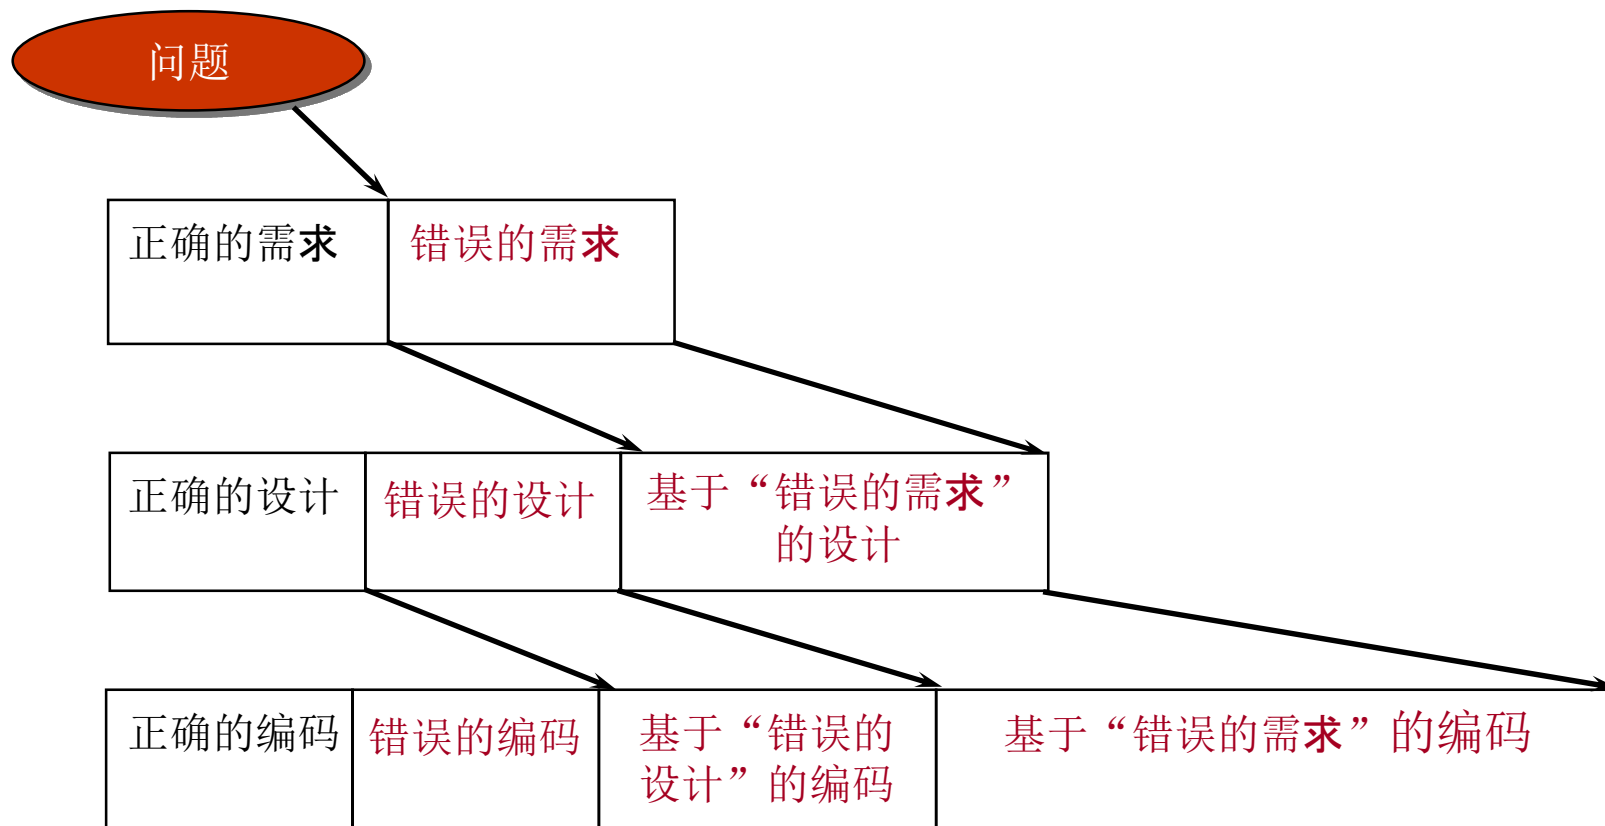 问题
正确的需求
错误的需求
正确的设计
错误的设计
基于“错误的需求”
的设计
正确的编码
错误的编码
基于“错误的
设计”的编码
基于“错误的需求”的编码